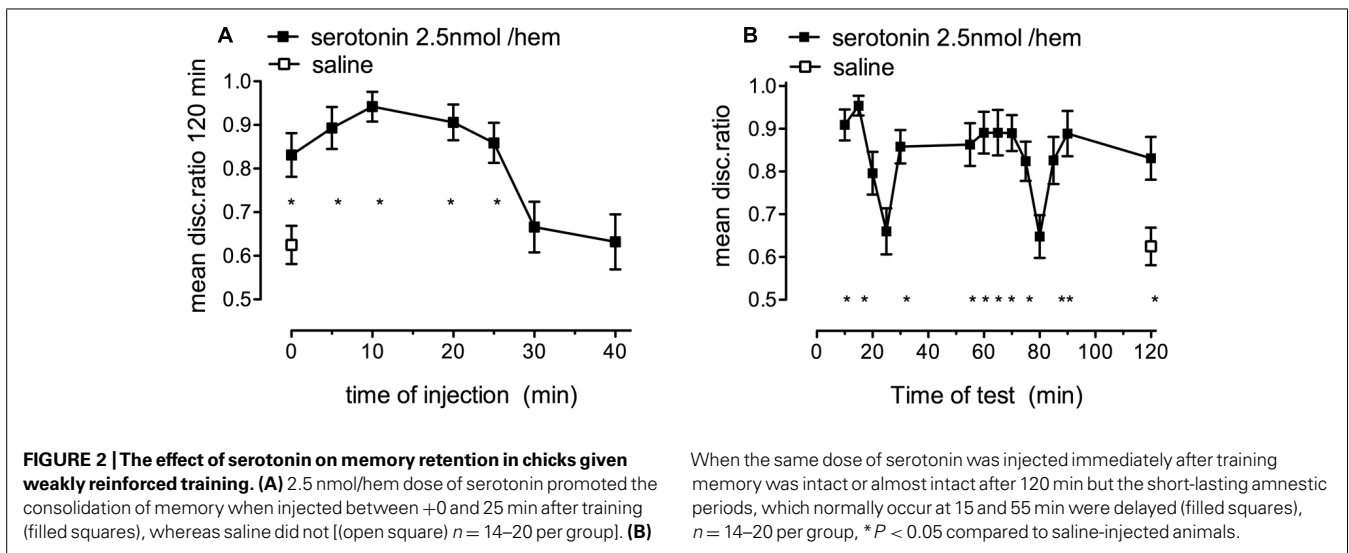 A
serotonin 2.5nmol /hem
saline
mean disc.ratio 120 min
1.0
0.9
0.8
0.7
0.6
0.5
* * * * *
0 10 20 30 40
time of injection (min)
B
serotonin 2.5nmol /hem
saline
mean disc.ratio
1.0
0.9
0.8
0.7
0.6
0.5
* * * * * * * * * * *
0 20 40 60 80 100 120
Time of test (min)
FIGURE 2 | The effect of serotonin on memory retention in chicks given
weakly reinforced training. (A) 2.5 nmol/hem dose of serotonin promoted the
consolidation of memory when injected between +0 and 25 min after training
(filled squares), whereas saline did not [(open square) n = 14–20 per group]. (B)
When the same dose of serotonin was injected immediately after training
memory was intact or almost intact after 120 min but the short-lasting amnestic
periods, which normally occur at 15 and 55 min were delayed (filled squares),
n = 14–20 per group, *P < 0.05 compared to saline-injected animals.